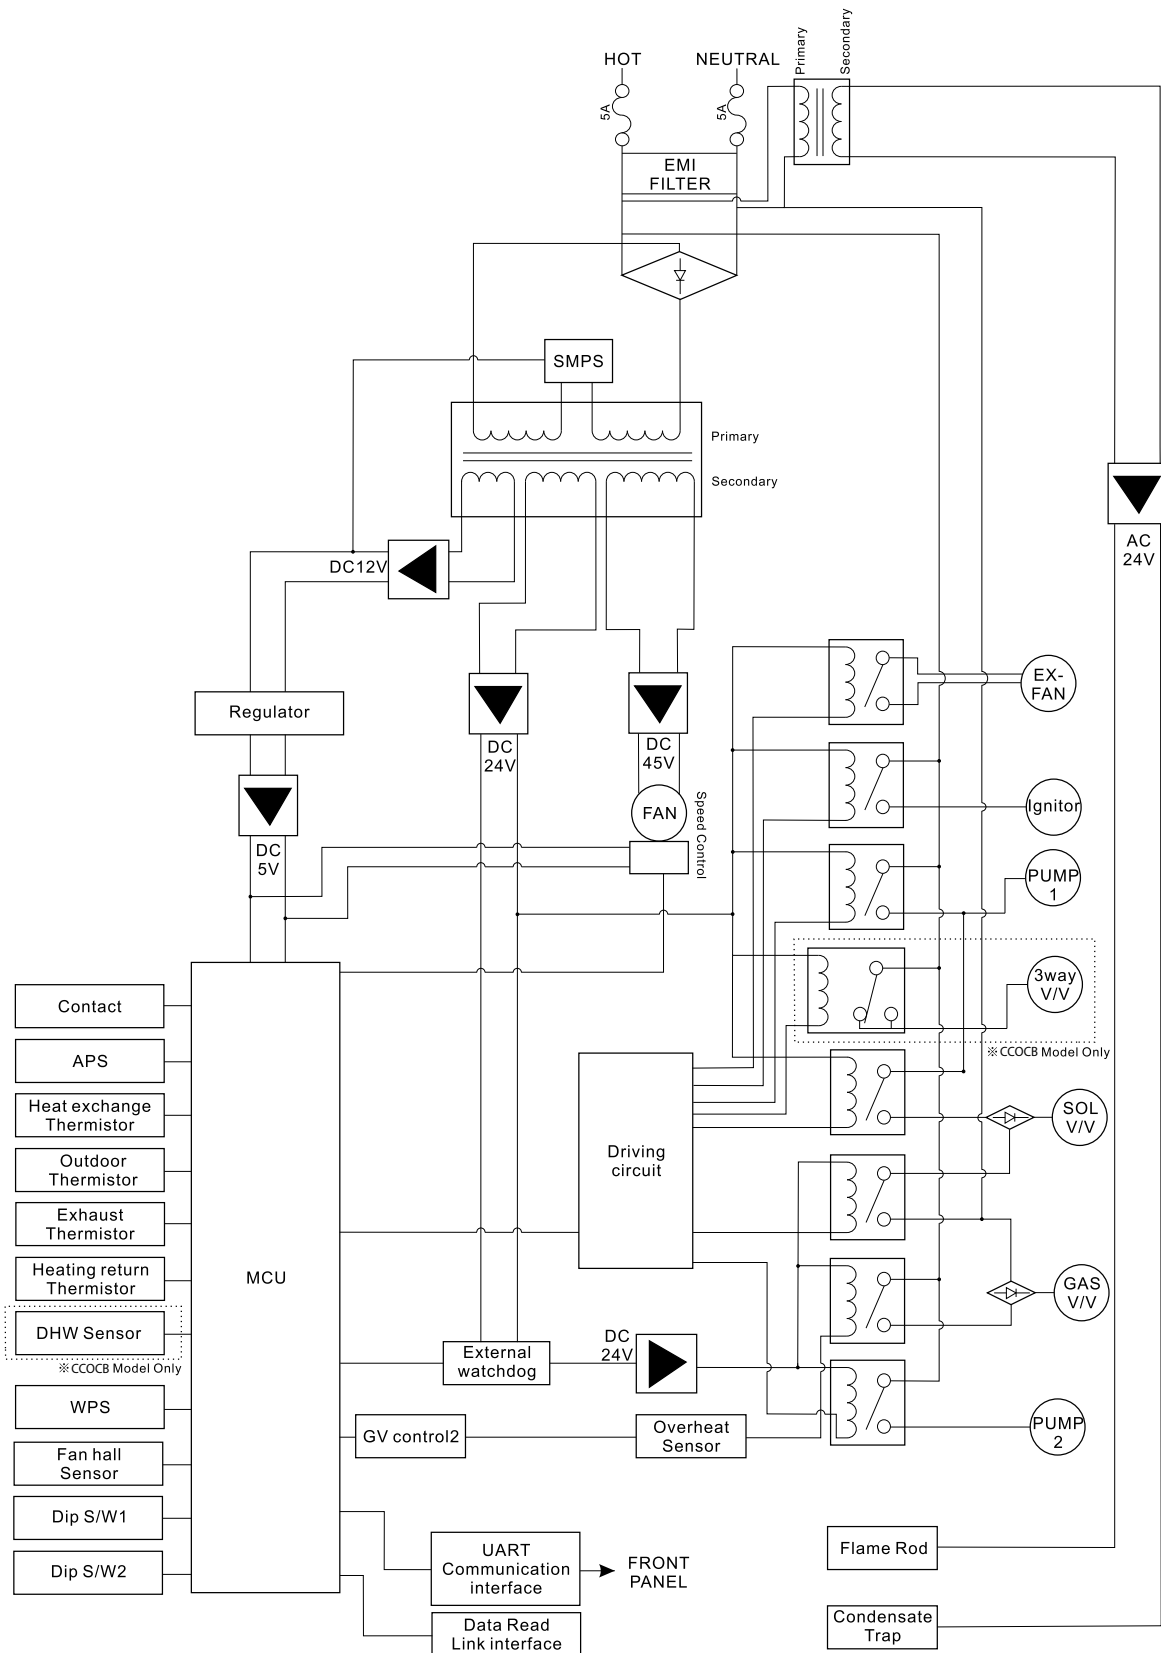 HOT
NEUTRAL
Primary
Secondary
5A
5A
EMI
FILTER
SMPS
Primary
Secondary
AC
24V
DC12V
EX-
FAN
Regulator
DC
24V
DC
45V
FAN
Speed Control
Ignitor
DC
5V
PUMP
1
3way
V/V
※CCOCB Model Only
Contact
APS
Heat exchange
Thermistor
Outdoor
Thermistor
Exhaust
Thermistor
Heating return
Thermistor
DHW Sensor
※CCOCB Model Only
WPS
Fan hall
Sensor
Dip S/W1
Dip S/W2
MCU
Driving
circuit
SOL
V/V
GAS
V/V
External
watchdog
DC
24V
GV control2
Overheat
Sensor
PUMP
2
UART
Communication
interface
FRONT
PANEL
Data Read
Link interface
Flame Rod
Condensate
Trap